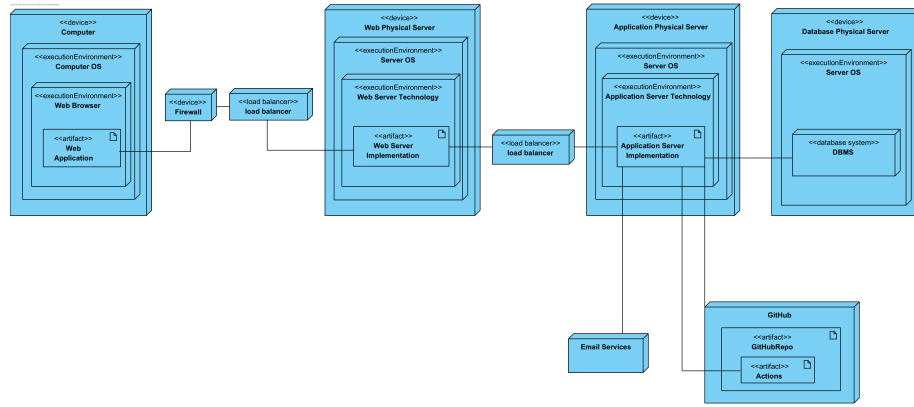 <<device>>
Computer
<<executionEnvironment>>
Computer OS
<<executionEnvironment>>
Web Browser
<<artifact>>
Web
Application
<<device>>
Firewall
<<load balancer>>
load balancer
<<device>>
Web Physical Server
<<executionEnvironment>>
Server OS
<<executionEnvironment>>
Web Server Technology
<<artifact>>
Web Server
Implementation
<<load balancer>>
load balancer
<<device>>
Application Physical Server
<<executionEnvironment>>
Server OS
<<executionEnvironment>>
Application Server Technology
<<artifact>>
Application Server
Implementation
<<device>>
Database Physical Server
<<executionEnvironment>>
Server OS
<<database system>>
DBMS
Email Services
GitHub
<<artifact>>
GitHubRepo
<<artifact>>
Actions